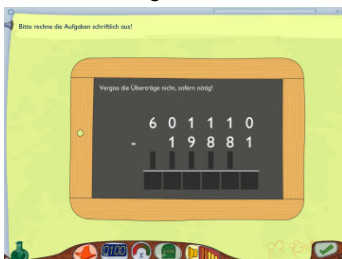 Bitte rechne die Aufgaben schriftlich aus!
Vergiss die Überträge nicht, sofern nötig!
6 0 1 1 1 0
- 1 9 8 8 1